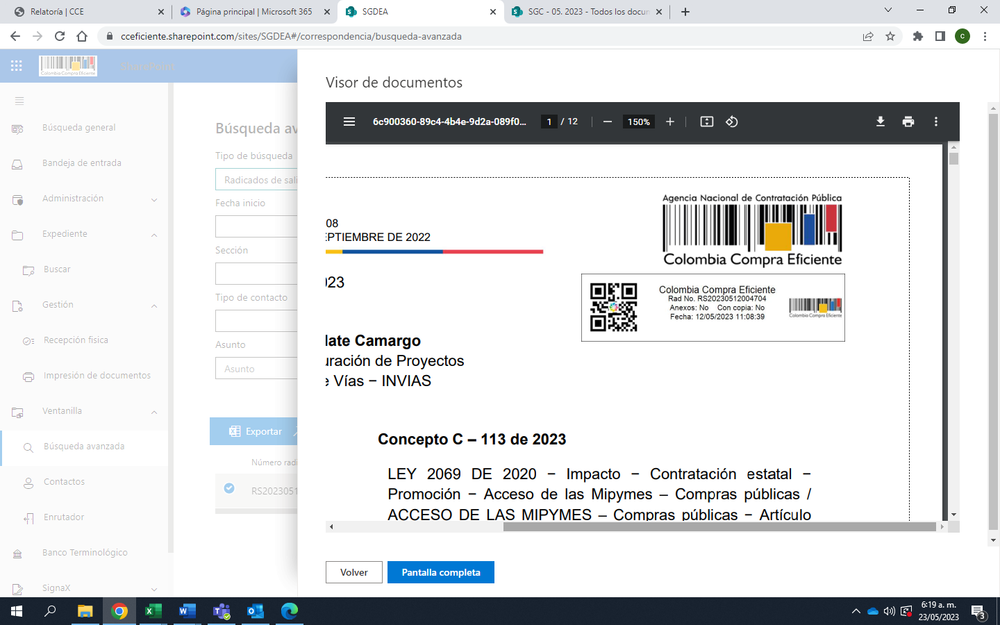 Relatoría | CCE
Página principal | Microsoft 365
SGDEA
SGC - 05. 2023 - Todos los docum
cceficiente.sharepoint.com/sites/SGDEA#/correspondencia/busqueda-avanzada
C
Colombia Compra Eficiente
SharePoint
Búsqueda general
Bandeja de entrada
Administración
Expediente
Buscar
Gestión
Recepción física
Impresión de documentos
Ventanilla
Búsqueda avanzada
Contactos
Enrutador
Banco Terminológico
SignaX
Búsqueda av
Tipo de búsqueda
Radicados de sali
Fecha inicio
Sección
Tipo de contacto
Asunto
Asunto
Exportar
Número radi
RS2023051
Visor de documentos
6c900360-89c4-4b4e-9d2a-089f0...
1 / 12
150%
Agencia Nacional de Contratación Pública
Colombia Compra Eficiente
08
EPTIEMBRE DE 2022
023
Colombia Compra Eficiente
Rad No. RS20230512004704
Anexos: No Con copia: No
Fecha: 12/05/2023 11:08:39
Colombia Compra Eficiente
late Camargo
uración de Proyectos
e Vías – INVIAS
Concepto C – 113 de 2023
LEY 2069 DE 2020 – Impacto – Contratación estatal –
Promoción – Acceso de las Mipymes – Compras públicas /
ACCESO DE LAS MIPYMES – Compras públicas – Artículo
Volver
Pantalla completa
6:19 a. m.
23/05/2023
3